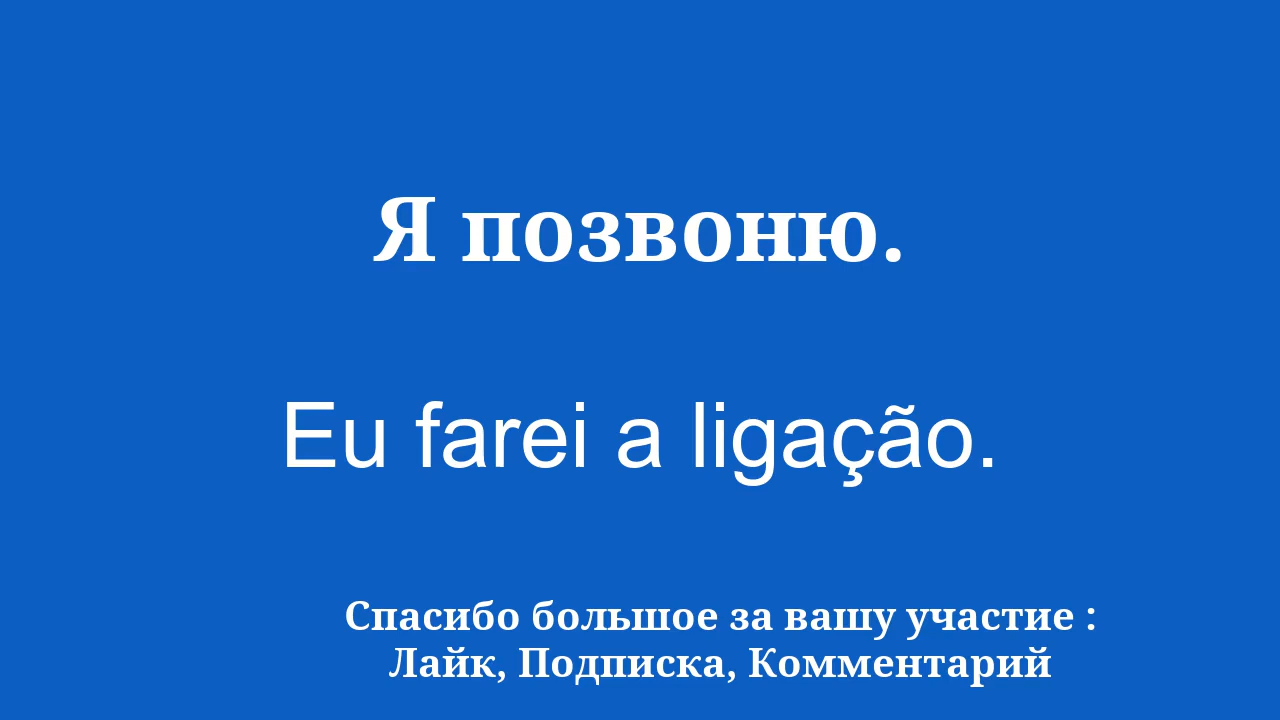 Я позвоню.
Eu farei a ligação.
Спасибо большое за вашу участие :
Лайк, Подписка, Комментарий